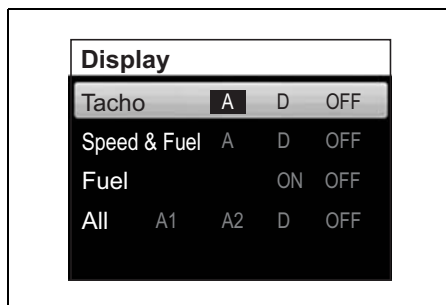 Display
Tacho A D OFF
Speed & Fuel A D OFF
Fuel ON OFF
All A1 A2 D OFF